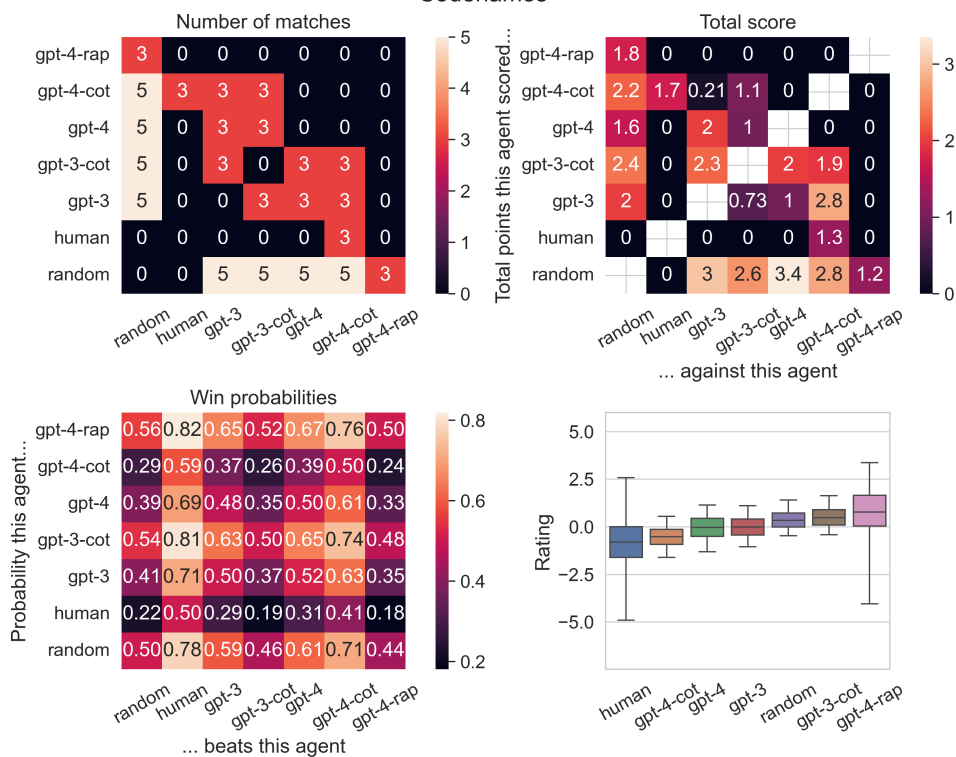 Codenames
Number of matches
gpt-4-rap 3 0 0 0 0 0 0
gpt-4-cot 5 3 3 3 0 0 0
gpt-4 5 0 3 3 0 0 0
gpt-3-cot 5 0 3 0 3 3 0
gpt-3 5 0 0 3 3 3 0
human 0 0 0 0 0 3 0
random 0 0 5 5 5 5 3
random human gpt-3 gpt-3-cot gpt-4 gpt-4-cot gpt-4-rap
5
4
3
2
1
0
Total score
Total points this agent scored...
gpt-4-rap 1.8 0 0 0 0 0
gpt-4-cot 2.2 1.7 0.21 1.1 0 0
gpt-4 1.6 0 2 1 0 0
gpt-3-cot 2.4 0 2.3 2 1.9 0
gpt-3 2 0 0.73 1 2.8 0
human 0 0 0 0 1.3 0
random 0 3 2.6 3.4 2.8 1.2
random human gpt-3 gpt-3-cot gpt-4 gpt-4-cot gpt-4-rap
... against this agent
3
2
1
0
Win probabilities
Probability this agent...
gpt-4-rap 0.56 0.82 0.65 0.52 0.67 0.76 0.50
gpt-4-cot 0.29 0.59 0.37 0.26 0.39 0.50 0.24
gpt-4 0.39 0.69 0.48 0.35 0.50 0.61 0.33
gpt-3-cot 0.54 0.81 0.63 0.50 0.65 0.74 0.48
gpt-3 0.41 0.71 0.50 0.37 0.52 0.63 0.35
human 0.22 0.50 0.29 0.19 0.31 0.41 0.18
random 0.50 0.78 0.59 0.46 0.61 0.71 0.44
random human gpt-3 gpt-3-cot gpt-4 gpt-4-cot gpt-4-rap
... beats this agent
0.8
0.6
0.4
0.2
Rating
5.0
2.5
0.0
−2.5
−5.0
human gpt-4-cot gpt-4 gpt-3 random gpt-3-cot gpt-4-rap